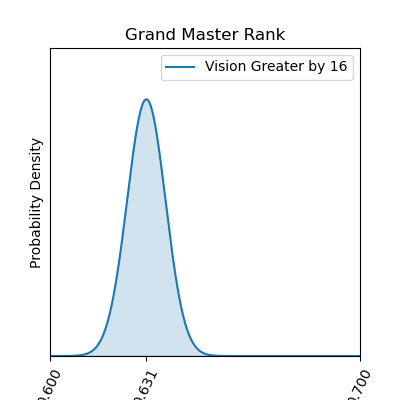 Grand Master Rank
Vision Greater by 16
Probability Density
0.600
0.631
0.700